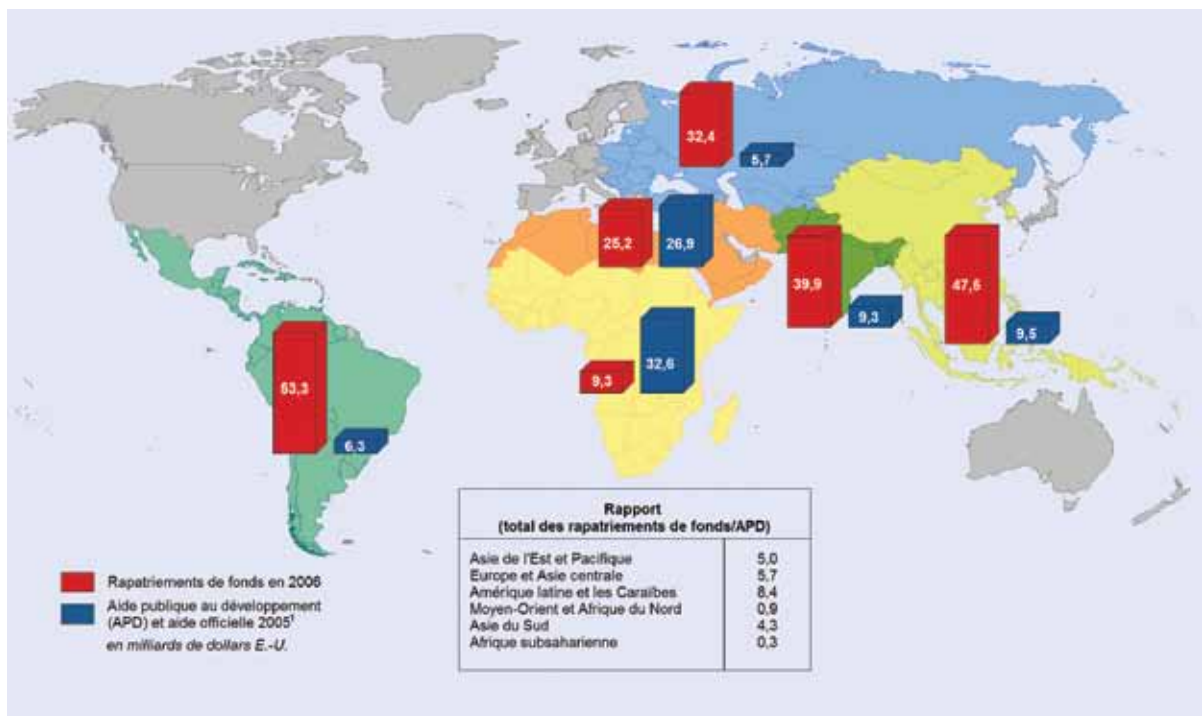 32,4
5,7
25,2
26,9
39,9
9,3
47,6
9,5
9,3
32,6
53,3
6,3
Rapport
(total des rapatriements de fonds/APD)
Asie de l'Est et Pacifique 5,0
Europe et Asie centrale 5,7
Amérique latine et les Caraïbes 8,4
Moyen-Orient et Afrique du Nord 0,9
Asie du Sud 4,3
Afrique subsaharienne 0,3
Rapatriements de fonds en 2006
Aide publique au développement
(APD) et aide officielle 2005¹
en milliards de dollars E.-U.